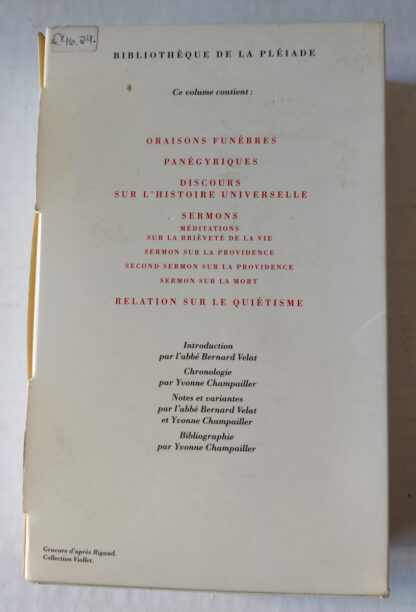 €46.24.
BIBLIOTHÈQUE DE LA PLÉIADE
Ce volume contient :
ORAISONS FUNÈBRES
PANÉGYRIQUES
DISCOURS
SUR L'HISTOIRE UNIVERSELLE
SERMONS
MÉDITATIONS
SUR LA BRIÈVETÉ DE LA VIE
SERMON SUR LA PROVIDENCE
SECOND SERMON SUR LA PROVIDENCE
SERMON SUR LA MORT
RELATION SUR LE QUIÉTISME
Introduction
par l'abbé Bernard Velat
Chronologie
par Yvonne Champailler
Notes et variantes
par l'abbé Bernard Velat
et Yvonne Champailler
Bibliographie
par Yvonne Champailler
Gravure d'après Rigaud.
Collection Viollet.